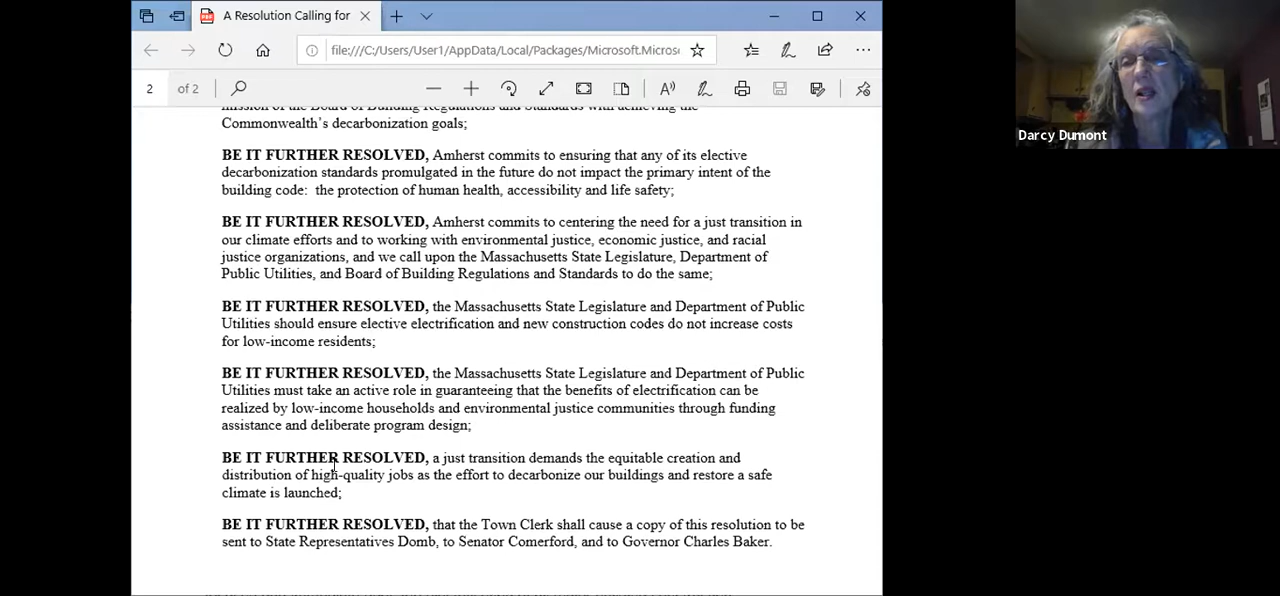 A Resolution Calling for
file:///C:/Users/User1/AppData/Local/Packages/Microsoft.Micros
2 of 2
mission of the Board of Building Regulations and Standards with achieving the
Commonwealth's decarbonization goals;
BE IT FURTHER RESOLVED, Amherst commits to ensuring that any of its elective
decarbonization standards promulgated in the future do not impact the primary intent of the
building code:  the protection of human health, accessibility and life safety;
BE IT FURTHER RESOLVED, Amherst commits to centering the need for a just transition in
our climate efforts and to working with environmental justice, economic justice, and racial
justice organizations, and we call upon the Massachusetts State Legislature, Department of
Public Utilities, and Board of Building Regulations and Standards to do the same;
BE IT FURTHER RESOLVED, the Massachusetts State Legislature and Department of Public
Utilities should ensure elective electrification and new construction codes do not increase costs
for low-income residents;
BE IT FURTHER RESOLVED, the Massachusetts State Legislature and Department of Public
Utilities must take an active role in guaranteeing that the benefits of electrification can be
realized by low-income households and environmental justice communities through funding
assistance and deliberate program design;
BE IT FURTHER RESOLVED, a just transition demands the equitable creation and
distribution of high-quality jobs as the effort to decarbonize our buildings and restore a safe
climate is launched;
BE IT FURTHER RESOLVED, that the Town Clerk shall cause a copy of this resolution to be
sent to State Representatives Domb, to Senator Comerford, and to Governor Charles Baker.
Darcy Dumont